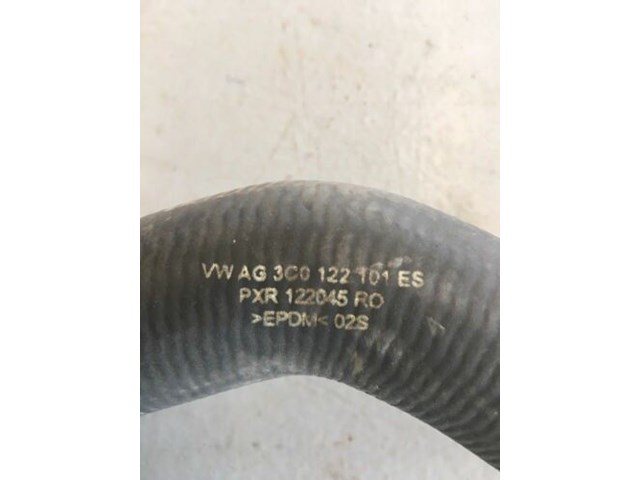 VW AG 3C0 122 101 ES
PXR 122045 RO
>EPDM< 02S